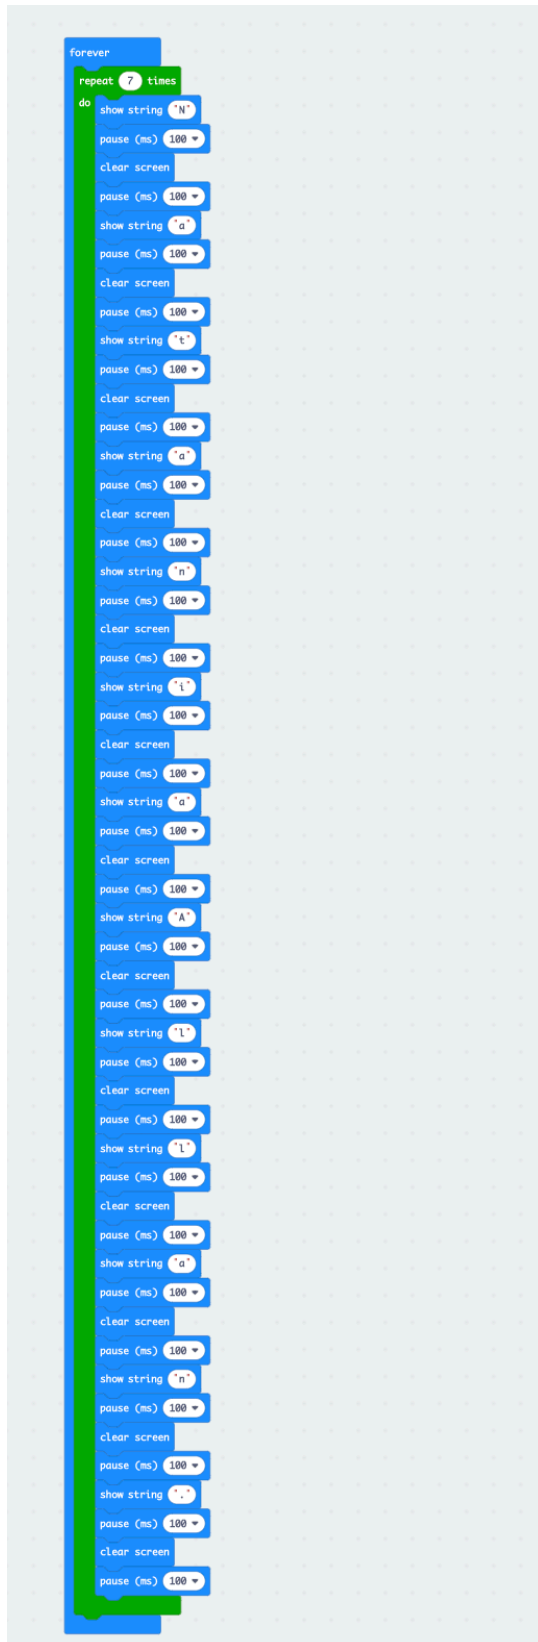 forever
repeat 7 times
do show string "N"
pause (ms) 100
clear screen
pause (ms) 100
show string "a"
pause (ms) 100
clear screen
pause (ms) 100
show string "t"
pause (ms) 100
clear screen
pause (ms) 100
show string "a"
pause (ms) 100
clear screen
pause (ms) 100
show string "n"
pause (ms) 100
clear screen
pause (ms) 100
show string "i"
pause (ms) 100
clear screen
pause (ms) 100
show string "a"
pause (ms) 100
clear screen
pause (ms) 100
show string "A"
pause (ms) 100
clear screen
pause (ms) 100
show string "l"
pause (ms) 100
clear screen
pause (ms) 100
show string "l"
pause (ms) 100
clear screen
pause (ms) 100
show string "a"
pause (ms) 100
clear screen
pause (ms) 100
show string "n"
pause (ms) 100
clear screen
pause (ms) 100
show string "."
pause (ms) 100
clear screen
pause (ms) 100